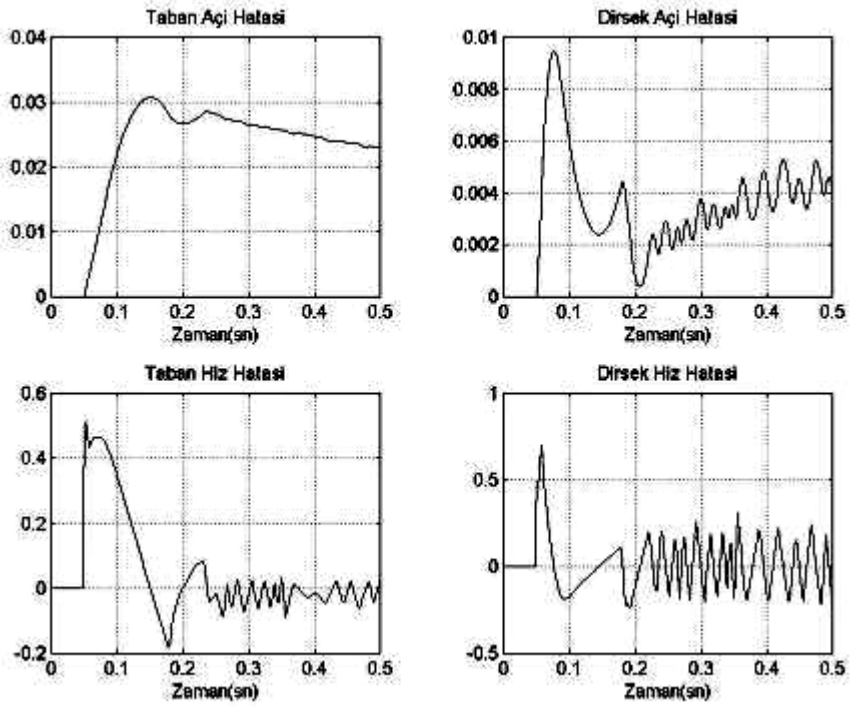 Taban Açi Hatasi
0.04
0.03
0.02
0.01
0
0 0.1 0.2 0.3 0.4 0.5
Zaman(sn)
Dirsek Açi Hatasi
0.01
0.008
0.006
0.004
0.002
0
0 0.1 0.2 0.3 0.4 0.5
Zaman(sn)
Taban Hiz Hatasi
0.6
0.4
0.2
0
-0.2
0 0.1 0.2 0.3 0.4 0.5
Zaman(sn)
Dirsek Hiz Hatasi
1
0.5
0
-0.5
0 0.1 0.2 0.3 0.4 0.5
Zaman(sn)